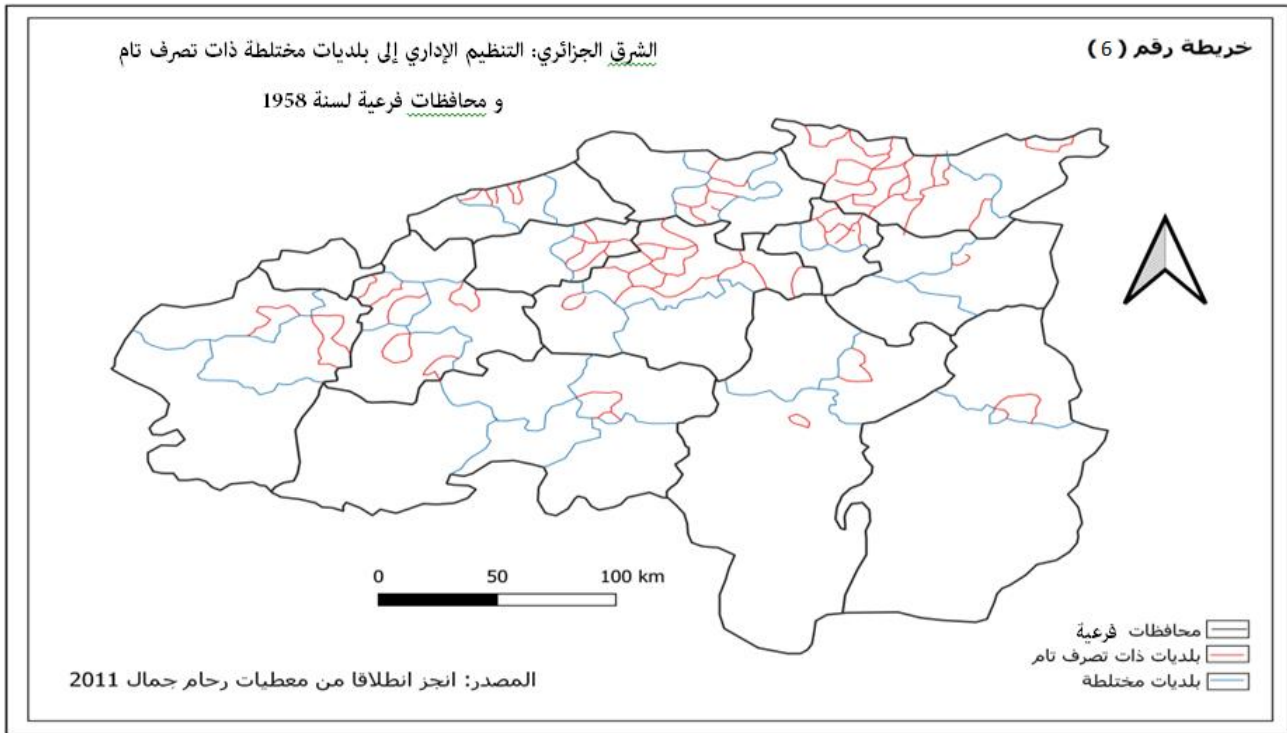 خريطة رقم ( 6 )
الشرق الجزائري: التنظيم الإداري إلى بلديات مختلطة ذات تصرف تام
و محافظات فرعية لسنة 1958
0 50 100 km
محافظات فرعية
بلديات ذات تصرف تام
بلديات مختلطة
المصدر: انجز انطلاقا من معطيات رحام جمال 2011